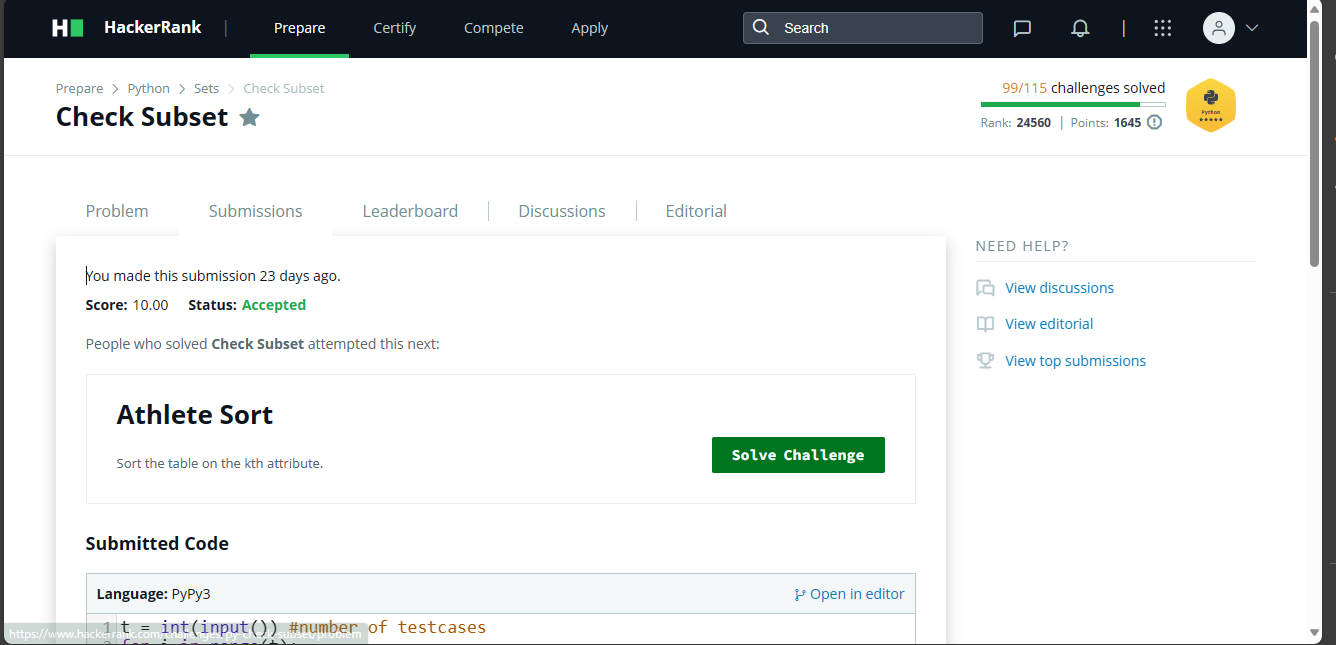 HackerRank | Prepare Certify Compete Apply Search |
Prepare > Python > Sets > Check Subset
Check Subset
99/115 challenges solved
Rank: 24560 | Points: 1645
Python
Problem Submissions Leaderboard Discussions Editorial
You made this submission 23 days ago.
Score: 10.00 Status: Accepted
People who solved Check Subset attempted this next:
Athlete Sort
Sort the table on the kth attribute.
Solve Challenge
Submitted Code
Language: PyPy3 Open in editor
1 t = int(input()) #number of testcases
https://www.hackerrank.com/challenges/py-check-subset/problem
NEED HELP?
View discussions
View editorial
View top submissions